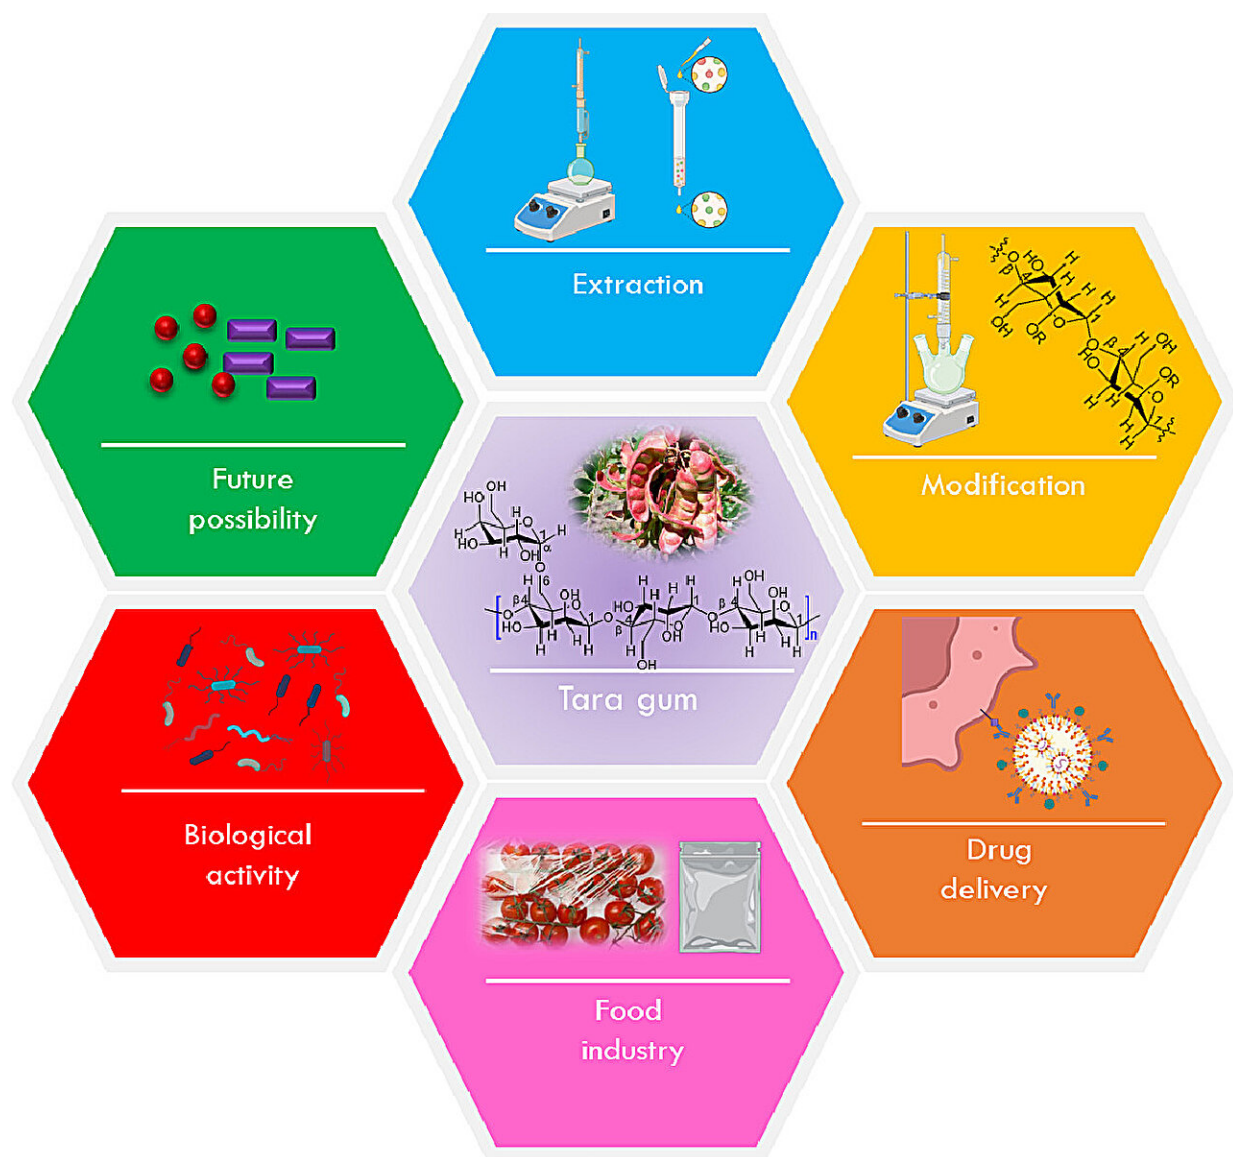 Extraction
Future
possibility
Modification
Tara gum
Biological
activity
Drug
delivery
Food
industry